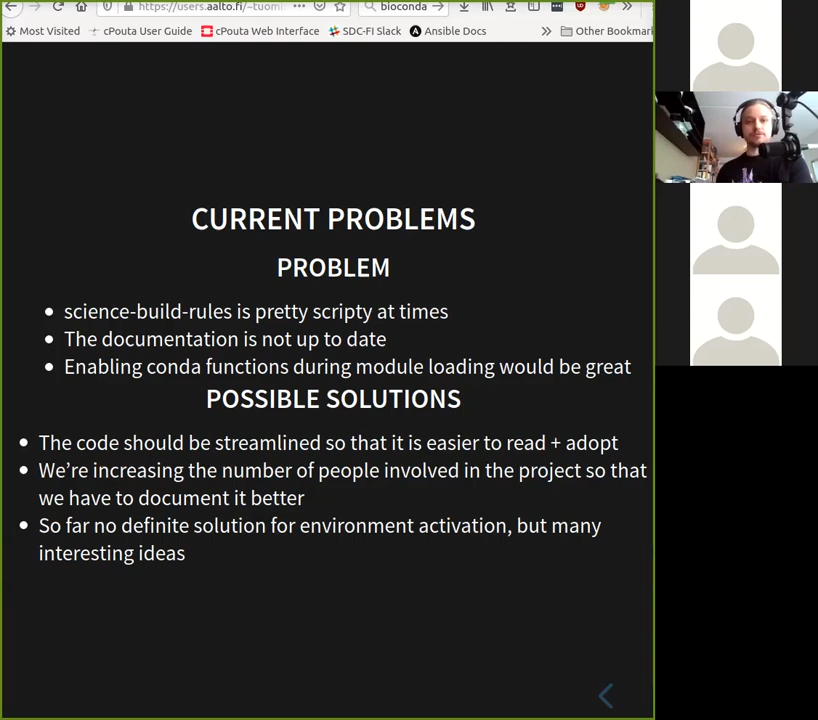 https://users.aalto.fi/~tuomi
bioconda
Most Visited
cPouta User Guide
cPouta Web Interface
SDC-FI Slack
Ansible Docs
Other Bookmark
CURRENT PROBLEMS
PROBLEM
science-build-rules is pretty scripty at times
The documentation is not up to date
Enabling conda functions during module loading would be great
POSSIBLE SOLUTIONS
The code should be streamlined so that it is easier to read + adopt
We're increasing the number of people involved in the project so that
we have to document it better
So far no definite solution for environment activation, but many
interesting ideas